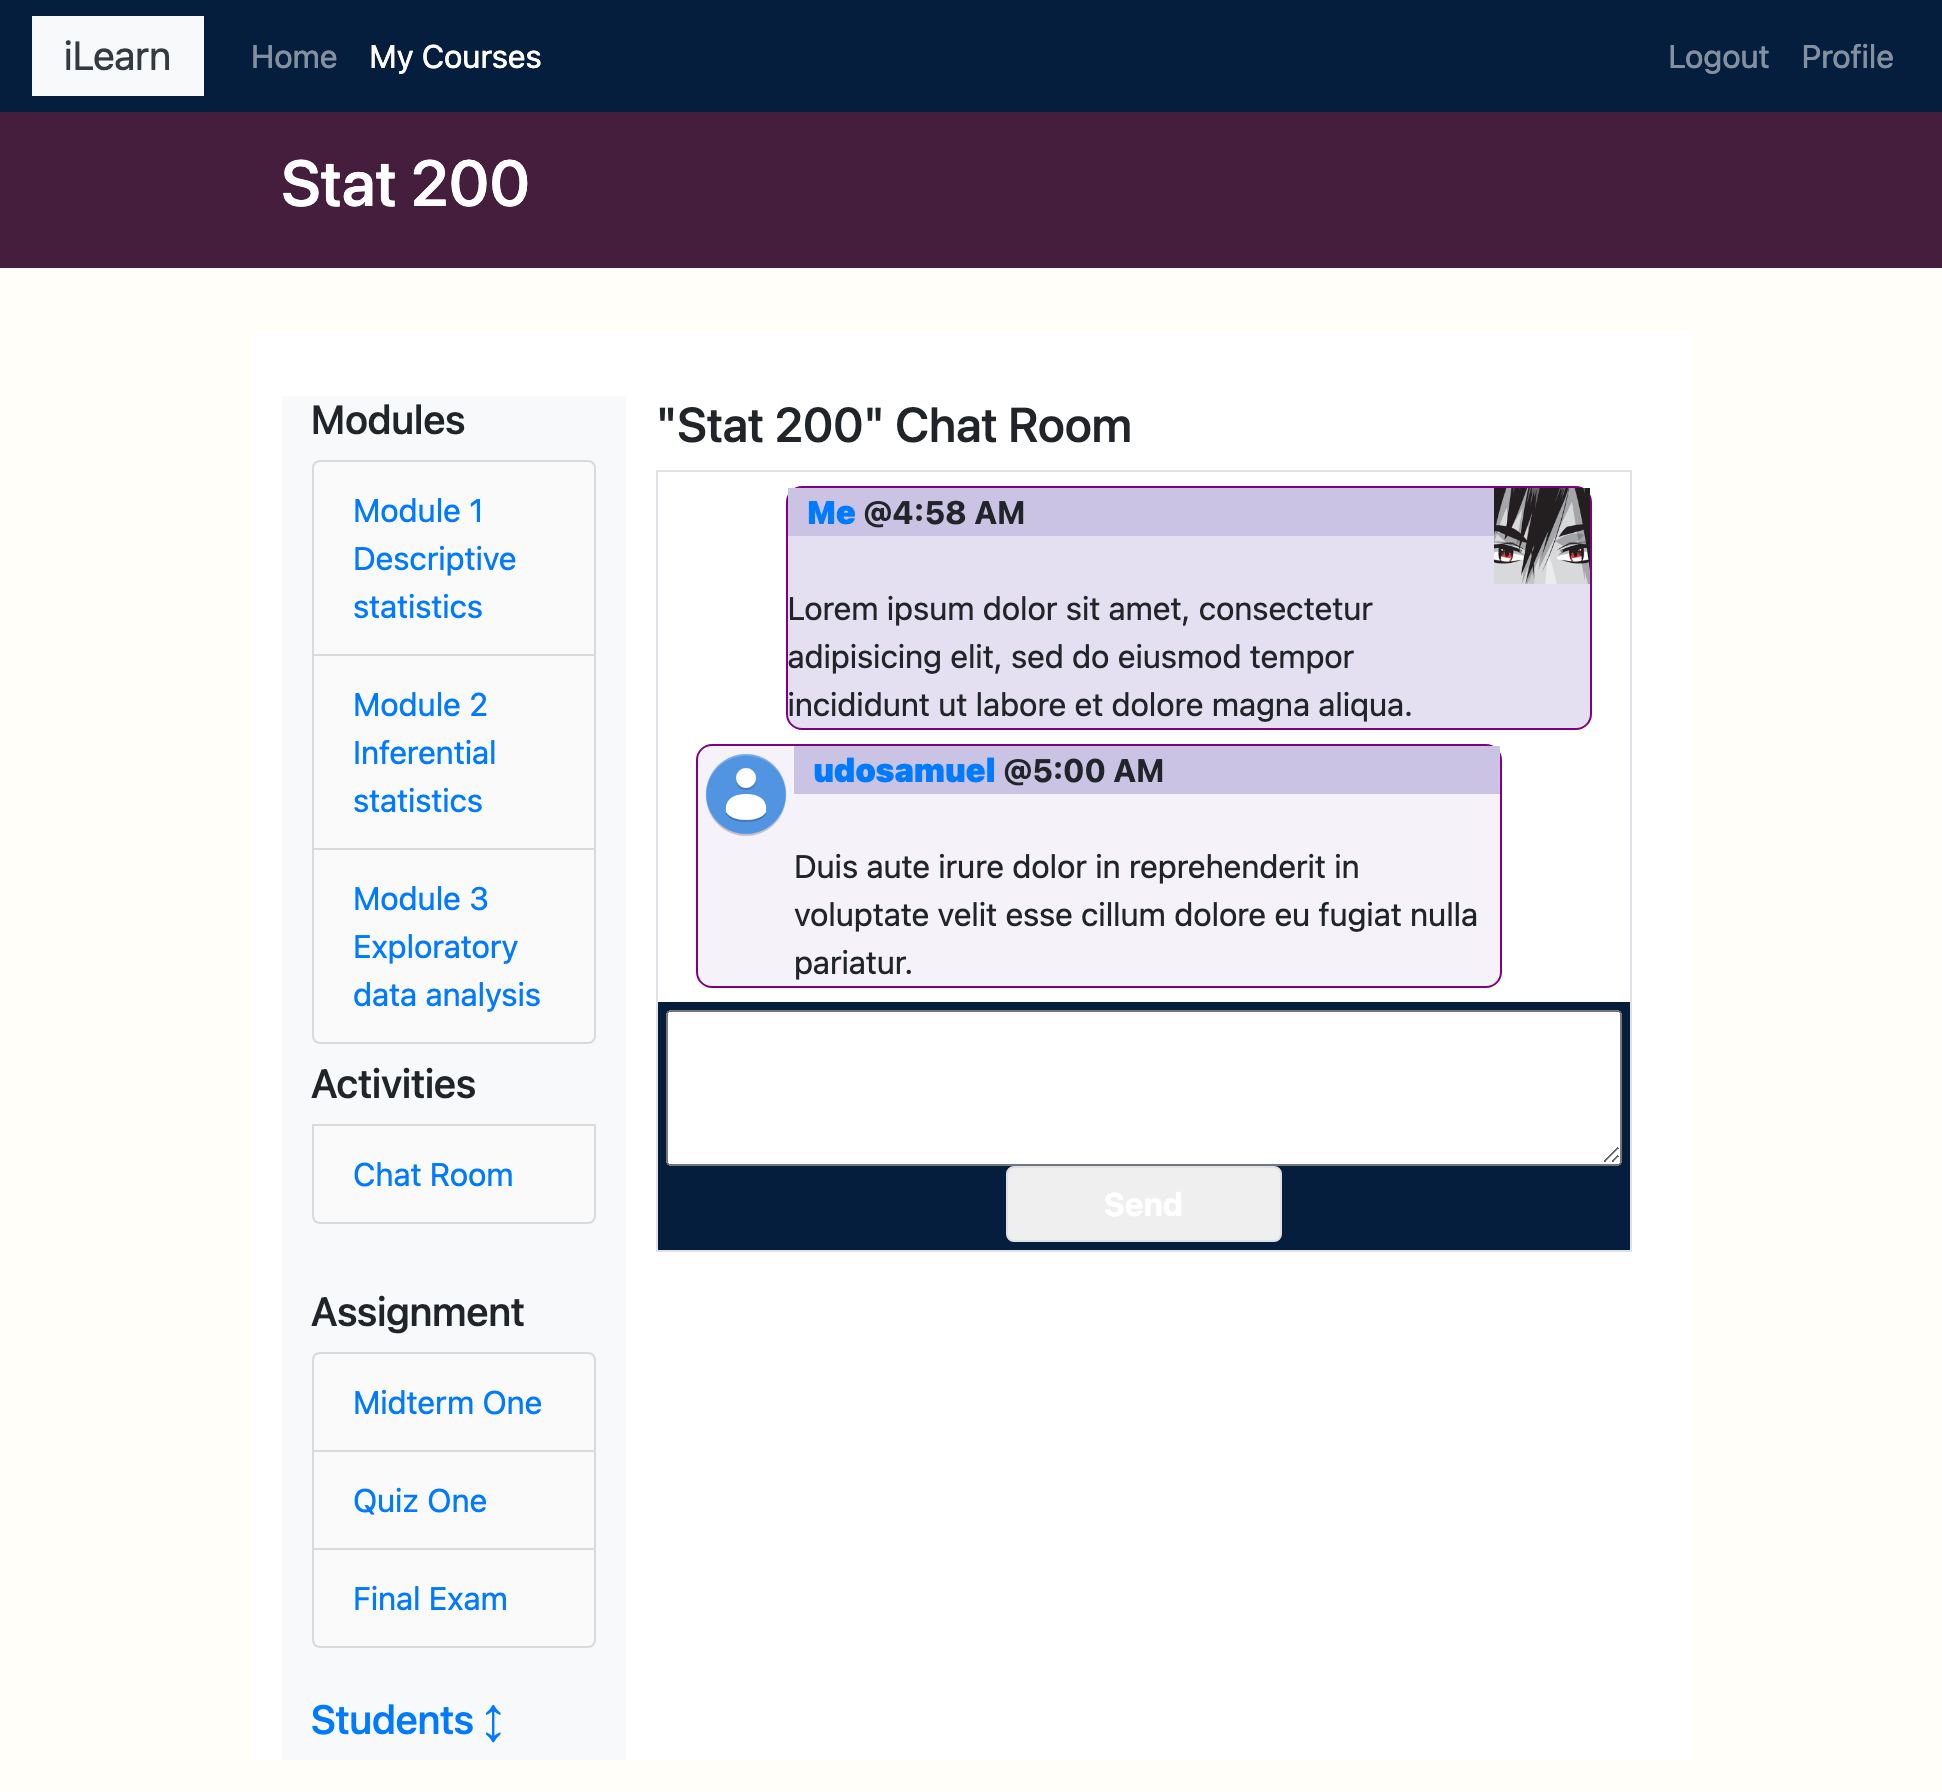 iLearn
Home
My Courses
Logout
Profile
Stat 200
Modules
Module 1
Descriptive
statistics
Module 2
Inferential
statistics
Module 3
Exploratory
data analysis
Activities
Chat Room
Assignment
Midterm One
Quiz One
Final Exam
Students ↕
"Stat 200" Chat Room
Me @4:58 AM
Lorem ipsum dolor sit amet, consectetur
adipisicing elit, sed do eiusmod tempor
incididunt ut labore et dolore magna aliqua.
udosamuel @5:00 AM
Duis aute irure dolor in reprehenderit in
voluptate velit esse cillum dolore eu fugiat nulla
pariatur.
Send